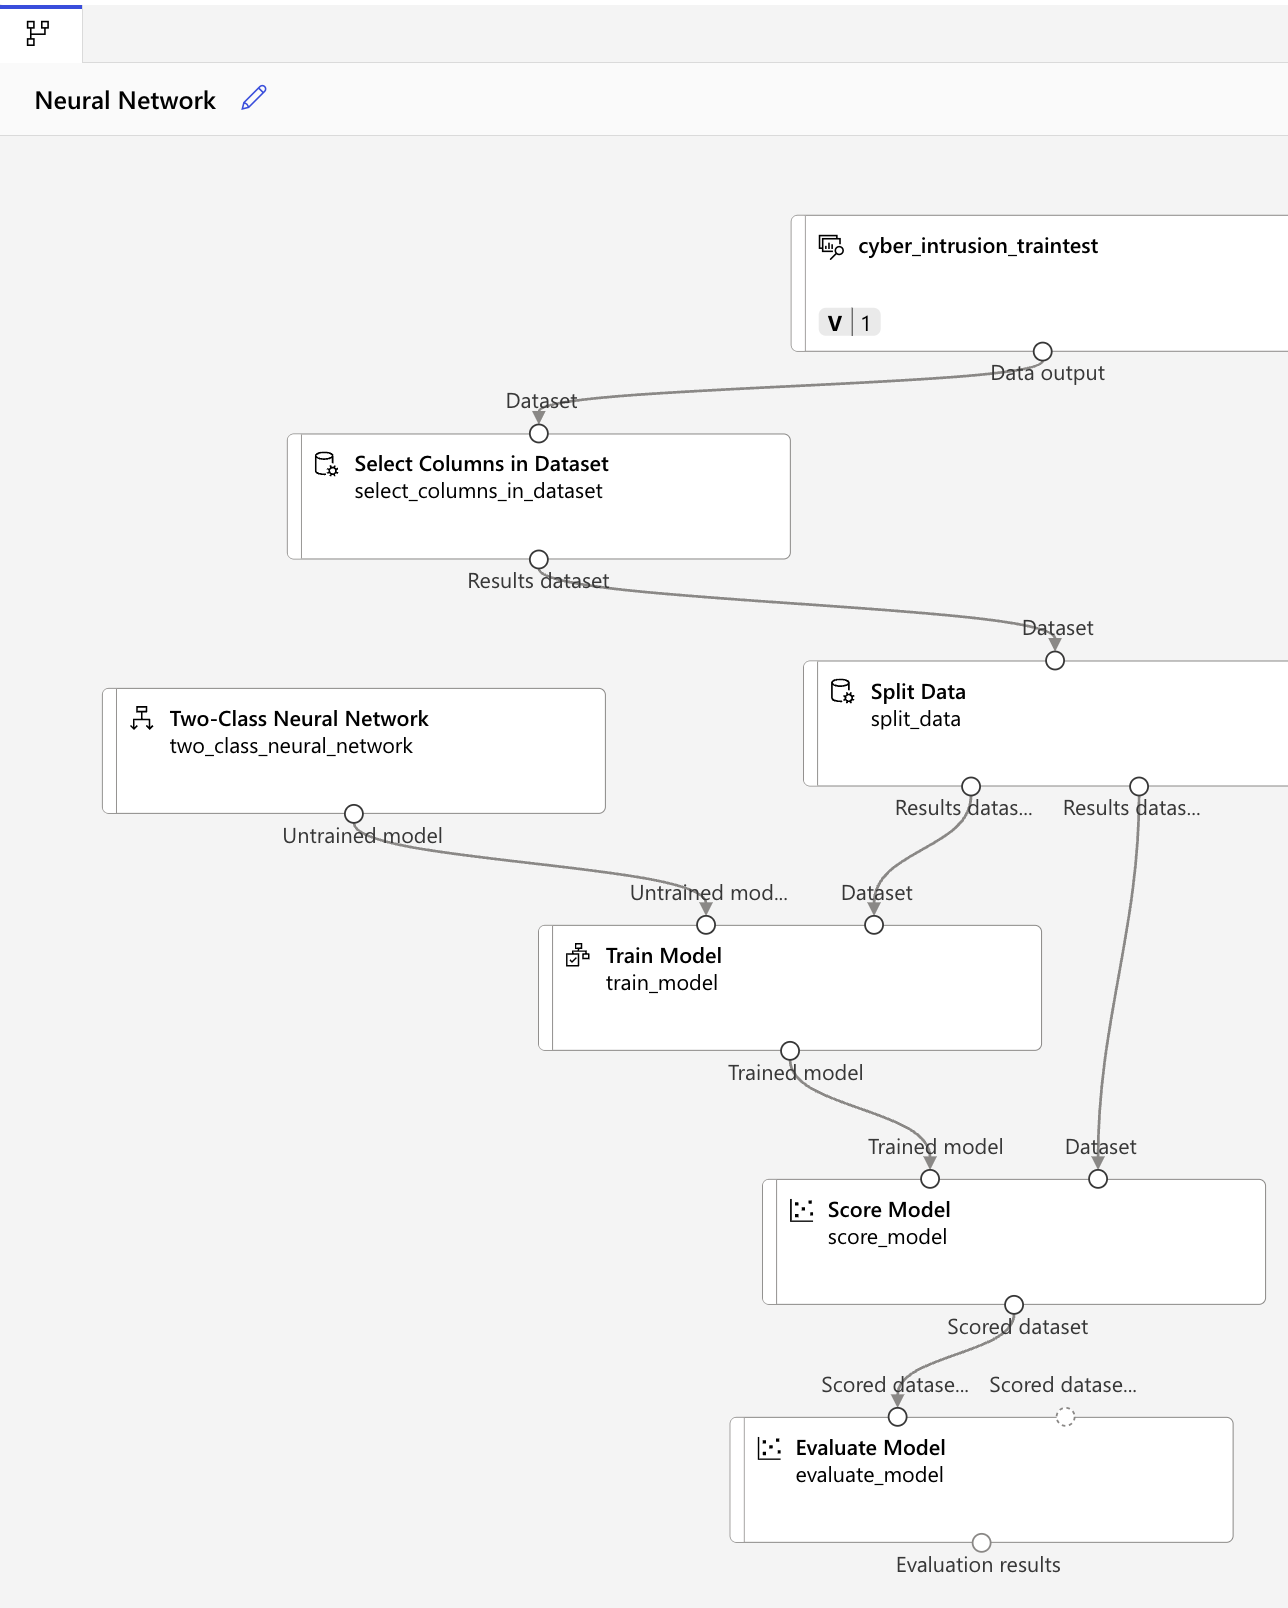 Neural Network
cyber_intrusion_traintest
V 1
Data output
Dataset
Select Columns in Dataset
select_columns_in_dataset
Results dataset
Dataset
Split Data
split_data
Two-Class Neural Network
two_class_neural_network
Results datas... Results datas...
Untrained model
Untrained mod... Dataset
Train Model
train_model
Trained model
Trained model Dataset
Score Model
score_model
Scored dataset
Scored datase... Scored datase...
Evaluate Model
evaluate_model
Evaluation results